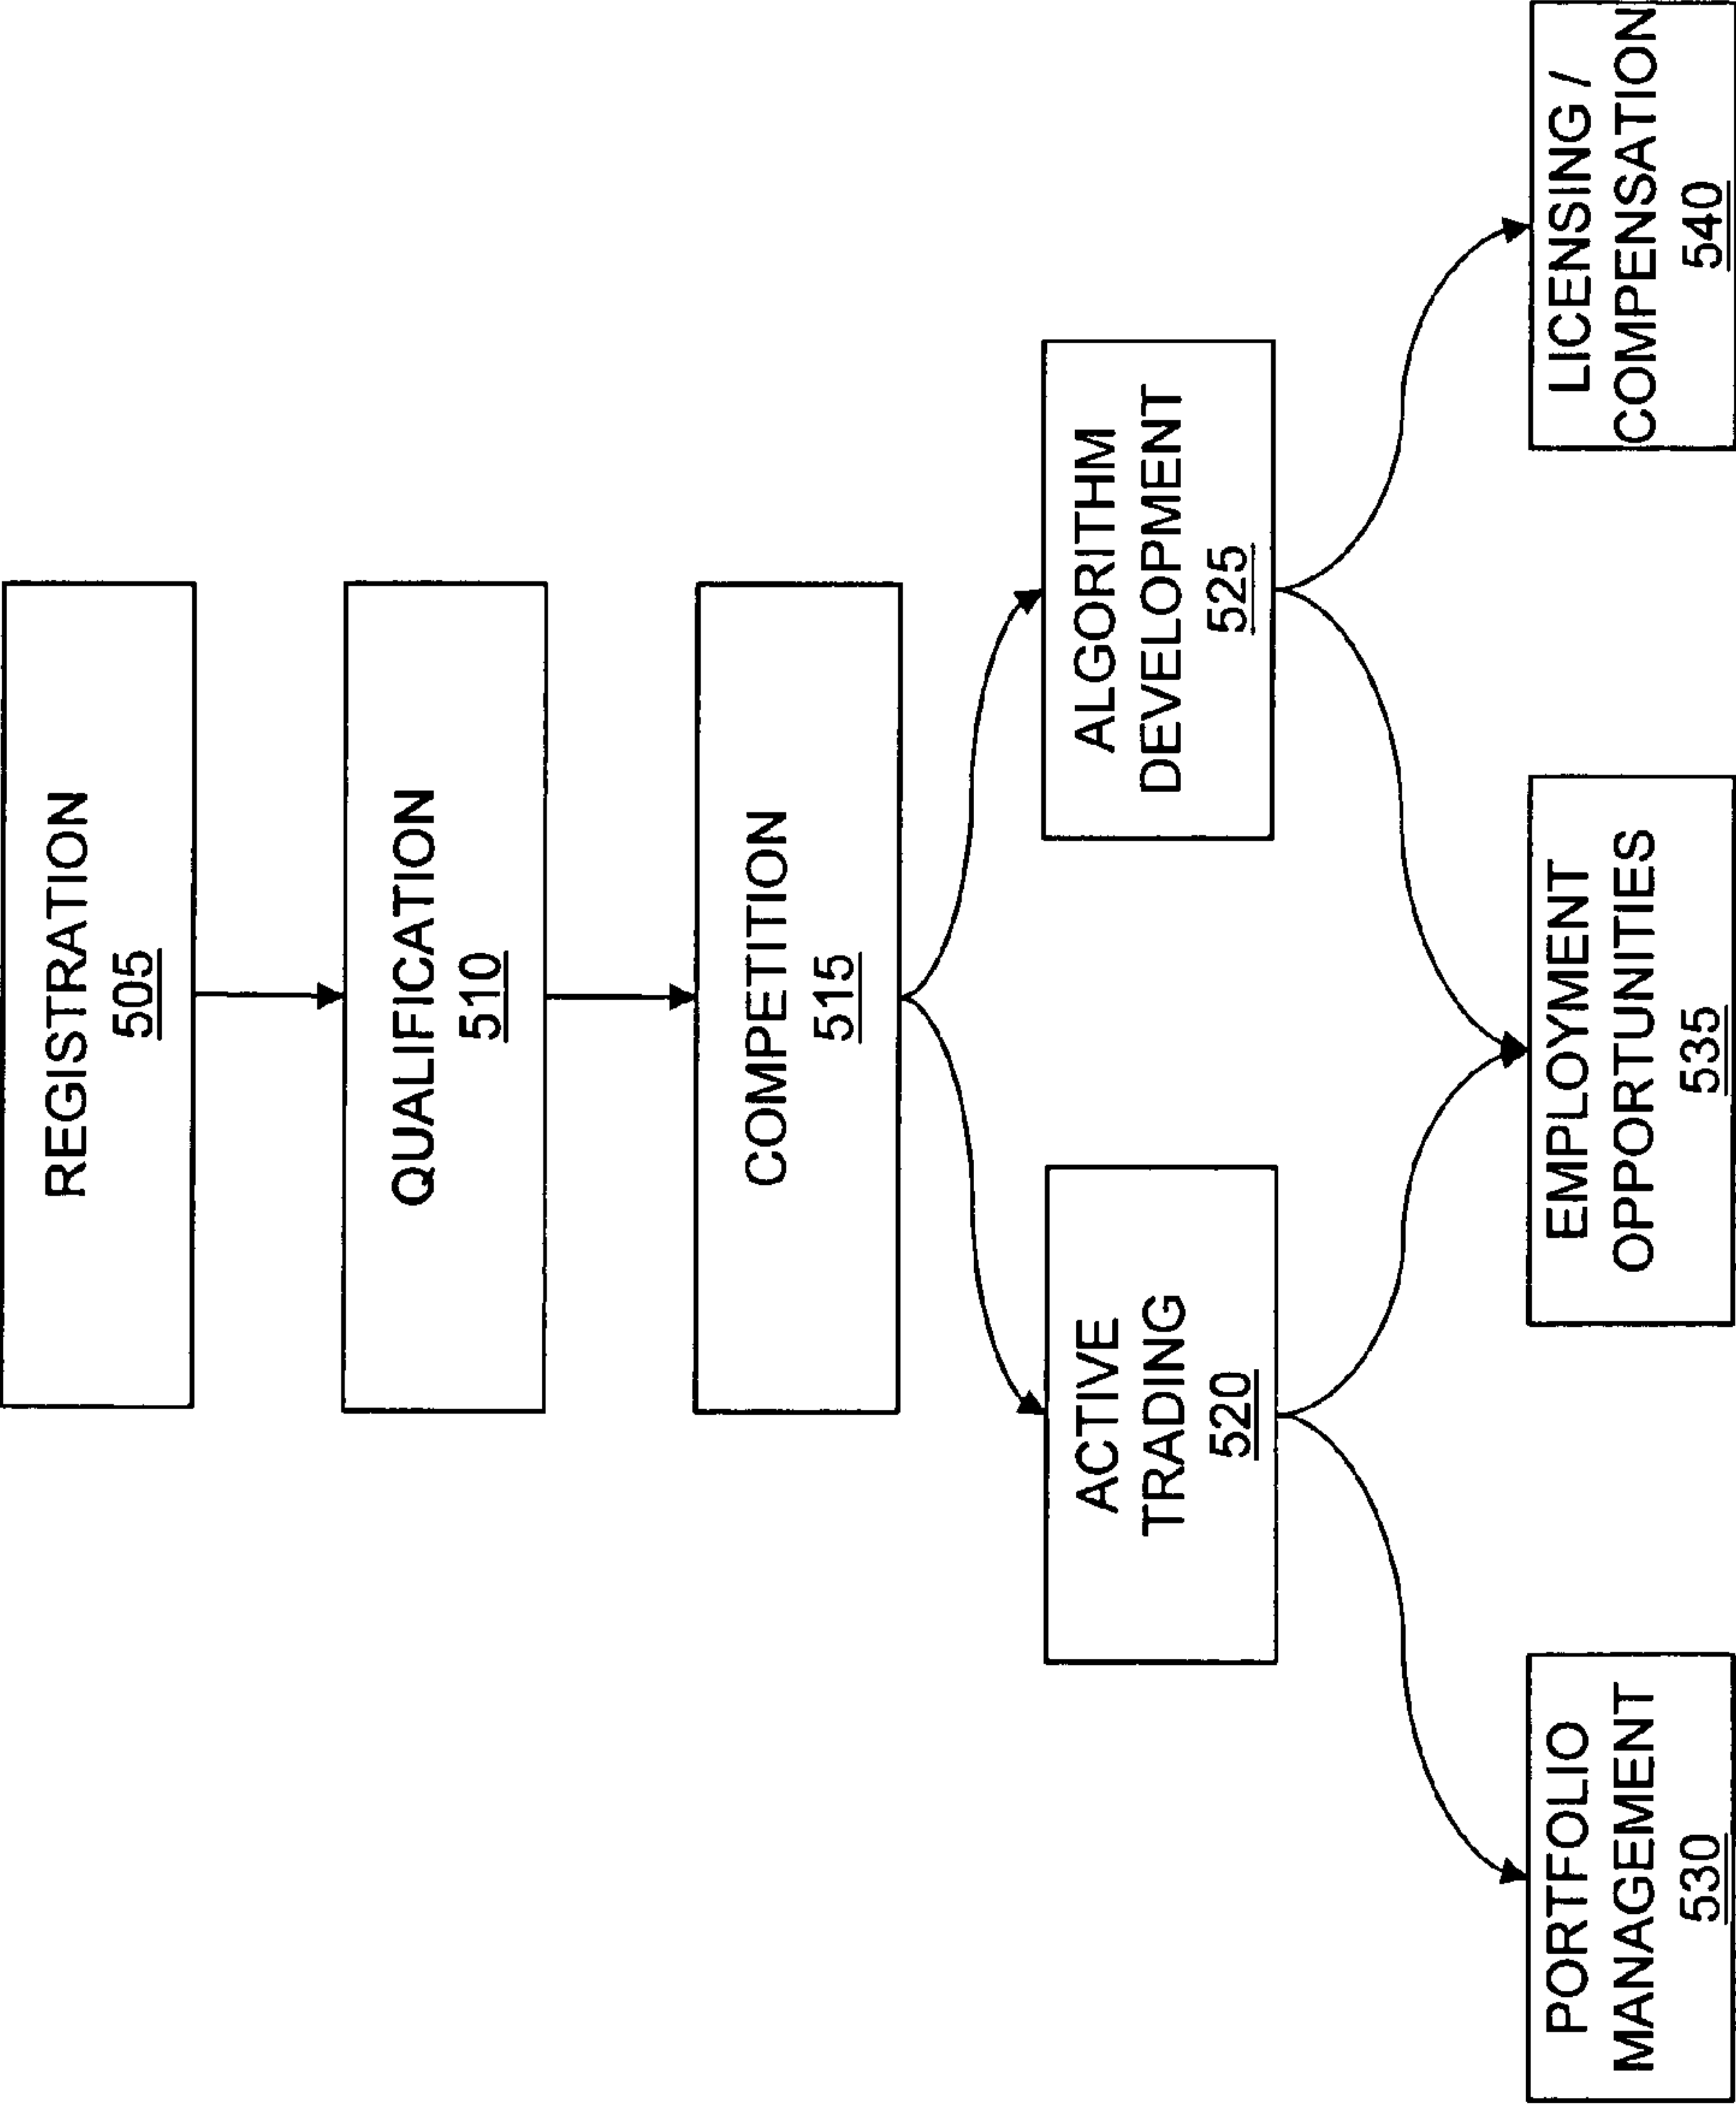 REGISTRATION
505
QUALIFICATION
510
COMPETITION
515
ACTIVE
TRADING
520
ALGORITHM
DEVELOPMENT
525
PORTFOLIO
MANAGEMENT
530
EMPLOYMENT
OPPORTUNITIES
535
LICENSING /
COMPENSATION
540